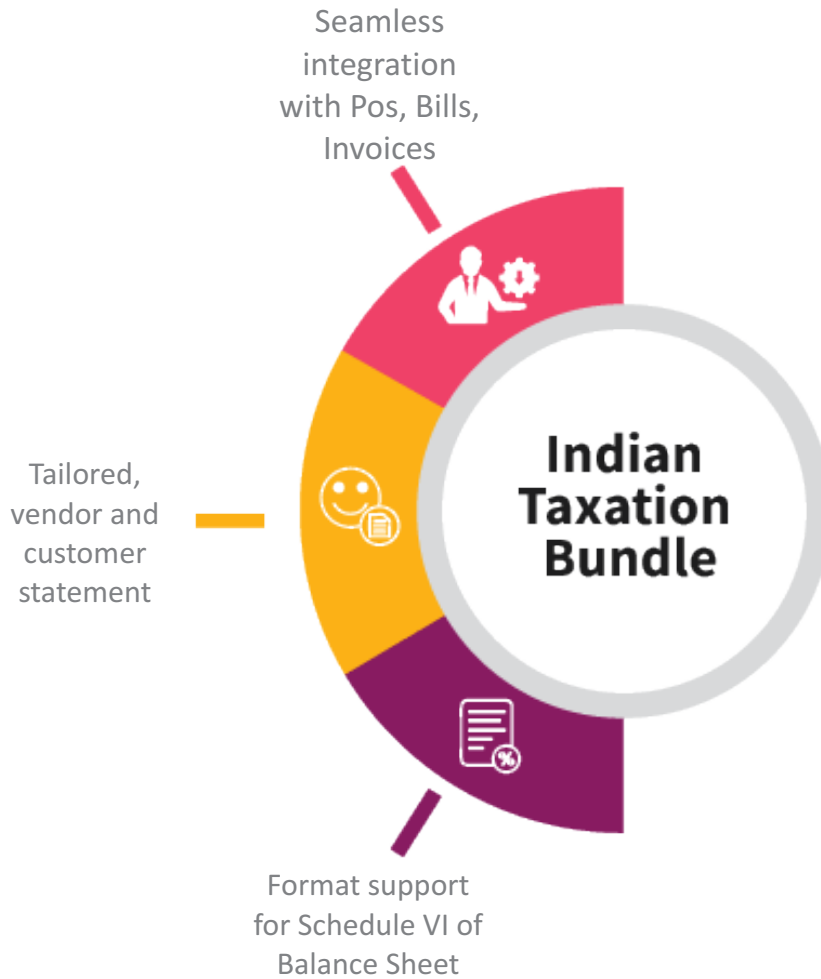 Seamless
integration
with Pos, Bills,
Invoices
Tailored,
vendor and
customer
statement
Indian
Taxation
Bundle
%
Format support
for Schedule VI of
Balance Sheet